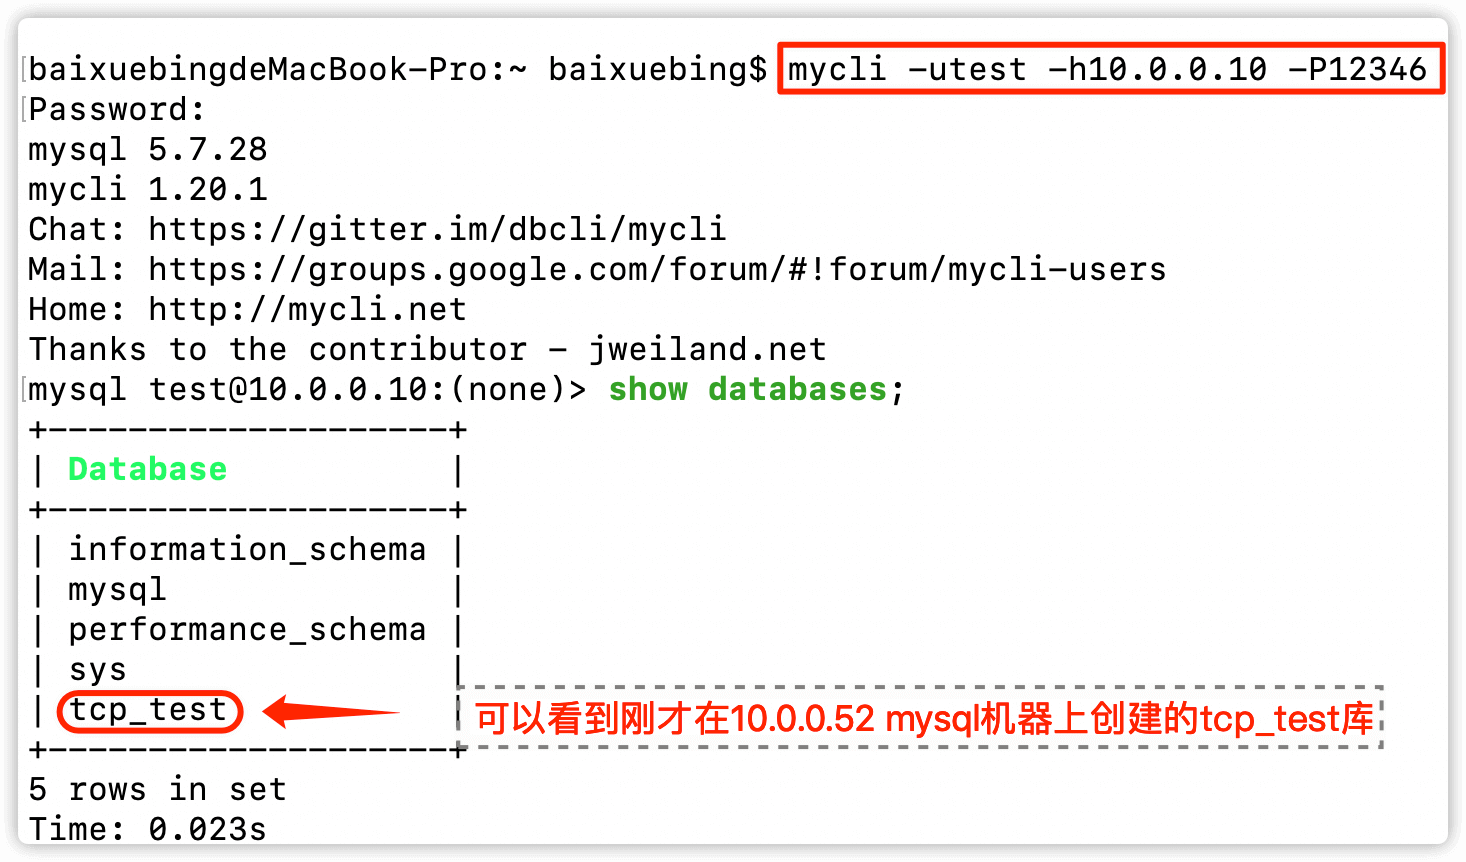 baixuebingdeMacBook-Pro:~ baixuebing$ mycli -utest -h10.0.0.10 -P12346
Password:
mysql 5.7.28
mycli 1.20.1
Chat: https://gitter.im/dbcli/mycli
Mail: https://groups.google.com/forum/#!forum/mycli-users
Home: http://mycli.net
Thanks to the contributor - jweiland.net
mysql test@10.0.0.10:(none)> show databases;
+--------------------+
| Database           |
+--------------------+
| information_schema |
| mysql              |
| performance_schema |
| sys                |
| tcp_test           | 可以看到刚才在10.0.0.52 mysql机器上创建的tcp_test库
+--------------------+
5 rows in set
Time: 0.023s